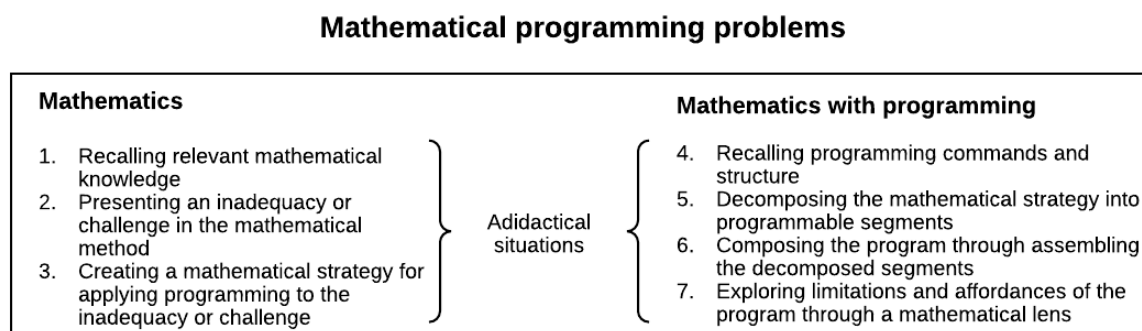 Mathematical programming problems
Mathematics
1. Recalling relevant mathematical
knowledge
2. Presenting an inadequacy or
challenge in the mathematical
method
3. Creating a mathematical strategy for
applying programming to the
inadequacy or challenge
Adidactical
situations
Mathematics with programming
4. Recalling programming commands and
structure
5. Decomposing the mathematical strategy into
programmable segments
6. Composing the program through assembling
the decomposed segments
7. Exploring limitations and affordances of the
program through a mathematical lens